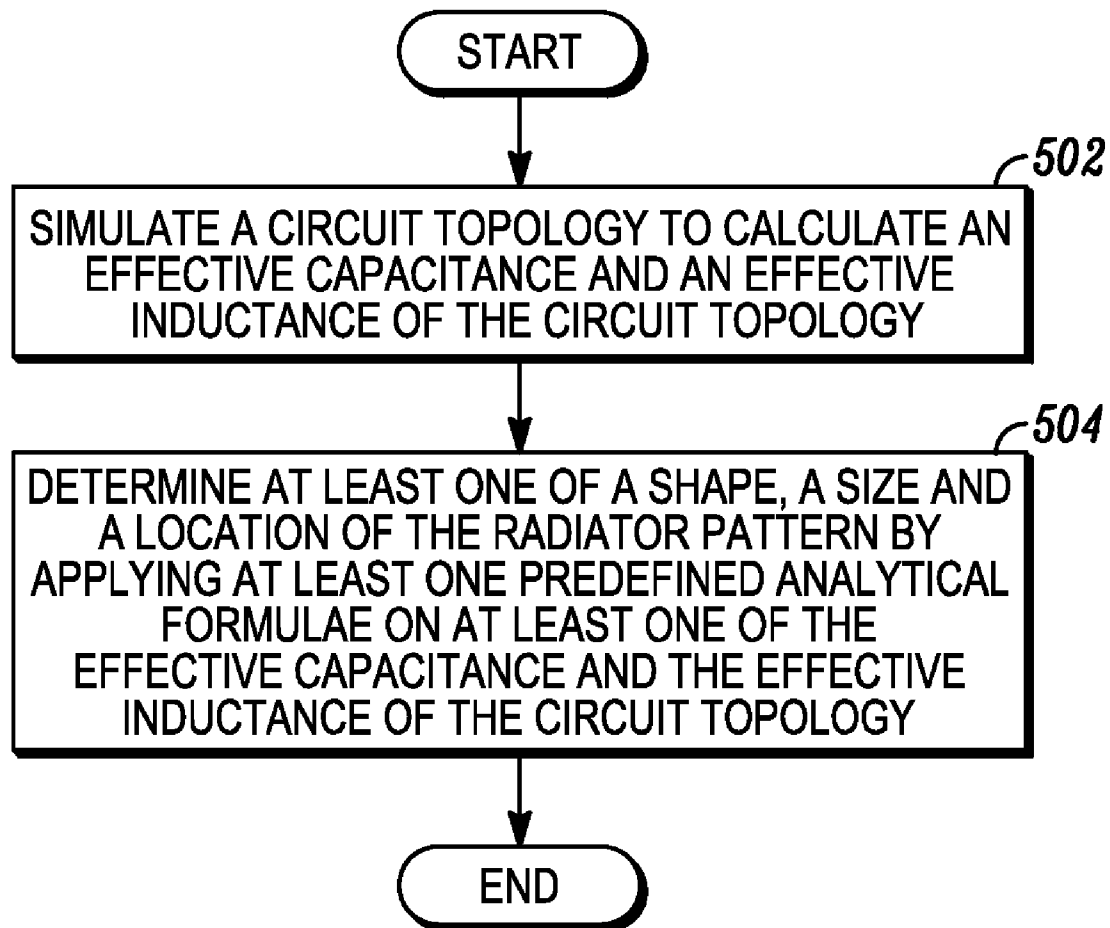 START
502
SIMULATE A CIRCUIT TOPOLOGY TO CALCULATE AN
EFFECTIVE CAPACITANCE AND AN EFFECTIVE
INDUCTANCE OF THE CIRCUIT TOPOLOGY
504
DETERMINE AT LEAST ONE OF A SHAPE, A SIZE AND
A LOCATION OF THE RADIATOR PATTERN BY
APPLYING AT LEAST ONE PREDEFINED ANALYTICAL
FORMULAE ON AT LEAST ONE OF THE
EFFECTIVE CAPACITANCE AND THE EFFECTIVE
INDUCTANCE OF THE CIRCUIT TOPOLOGY
END